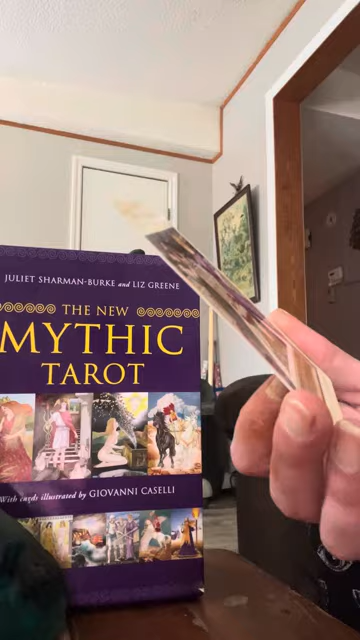 JULIET SHARMAN-BURKE and LIZ GREENE
THE NEW
MYTHIC
TAROT
With cards illustrated by GIOVANNI CASELLI